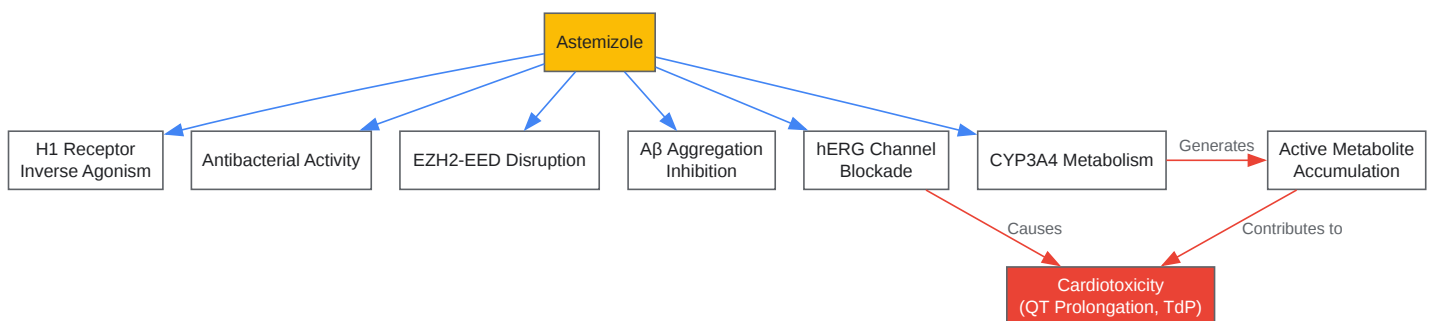 Astemizole
H1 Receptor
Inverse Agonism
Antibacterial Activity
EZH2-EED Disruption
Aβ Aggregation
Inhibition
hERG Channel
Blockade
CYP3A4 Metabolism
Generates
Active Metabolite
Accumulation
Causes
Contributes to
Cardiotoxicity
(QT Prolongation, TdP)